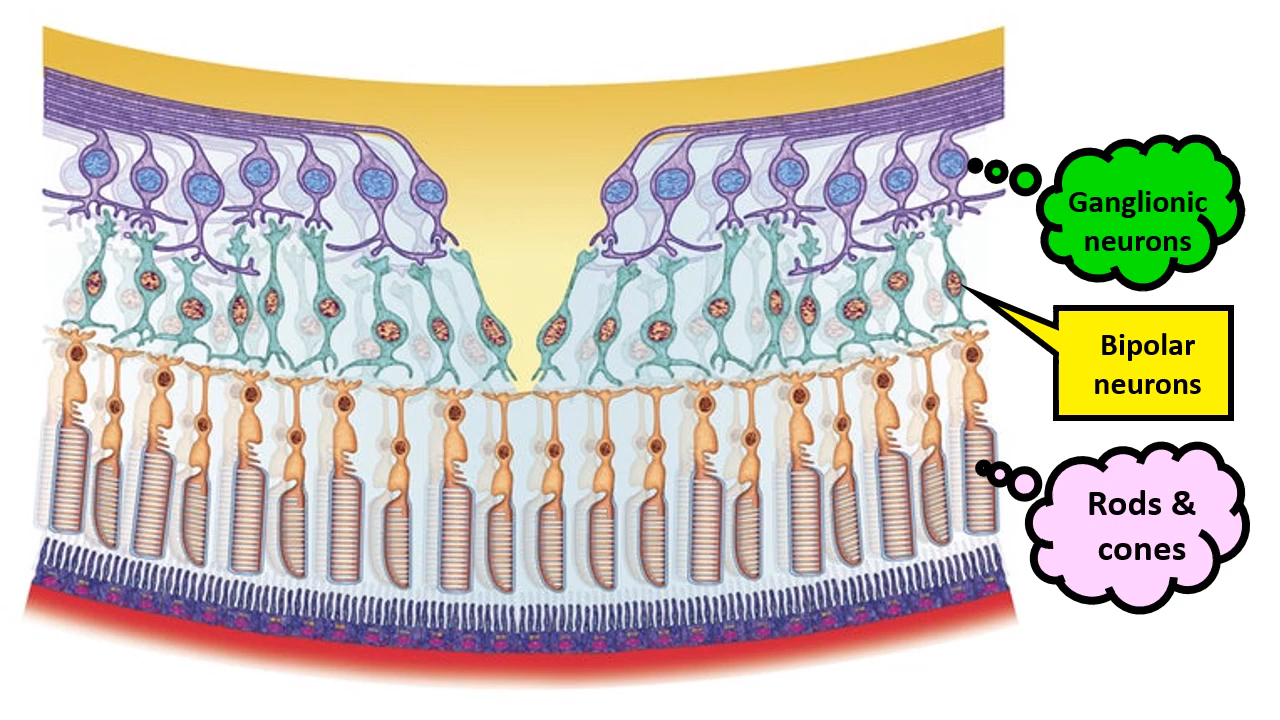 Ganglionic
neurons
Bipolar
neurons
Rods &
cones